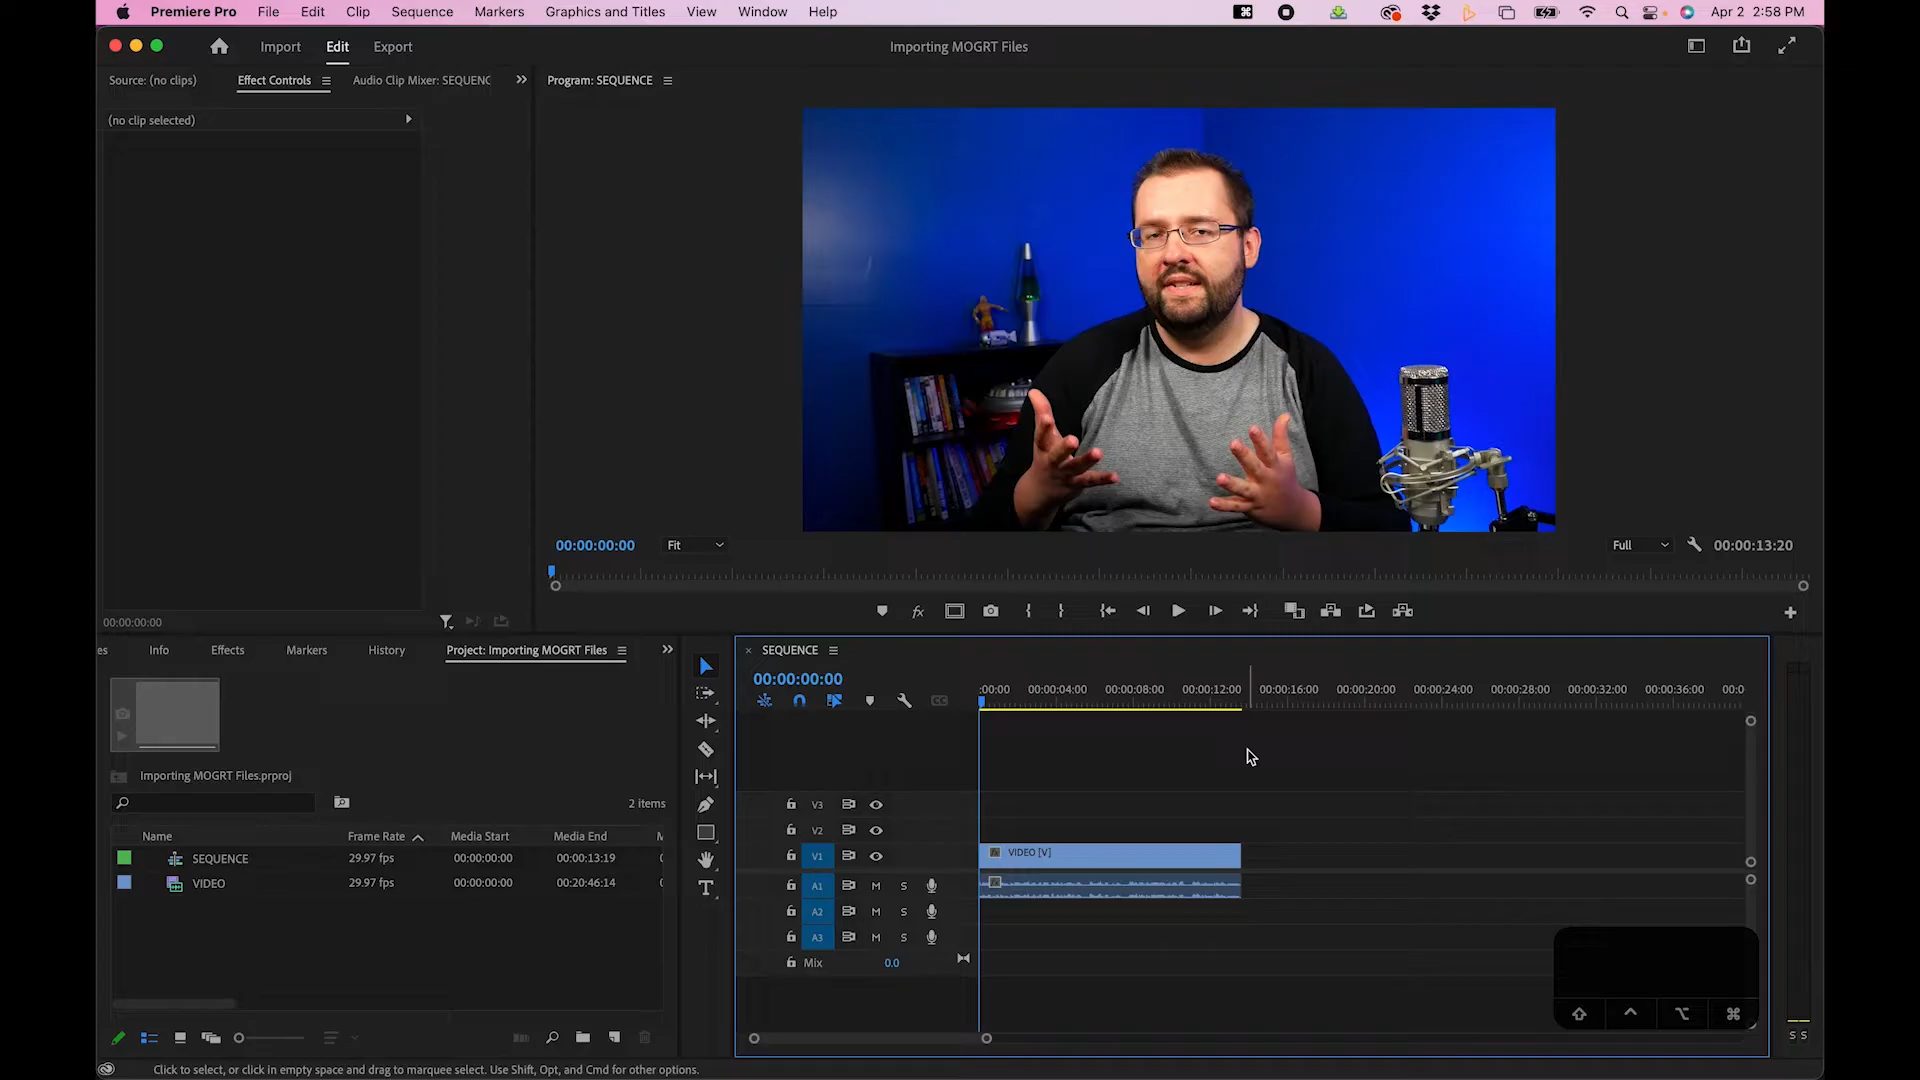 Premiere Pro File Edit Clip Sequence Markers Graphics and Titles View Window Help Apr 2 2:58 PM
Import Edit Export Importing MOGRT Files
Source: (no clips) Effect Controls Audio Clip Mixer: SEQUENC Program: SEQUENCE
(no clip selected)
00:00:00:00 Fit Full 00:00:13:20
00:00:00:00
es Info Effects Markers History Project: Importing MOGRT Files
SEQUENCE
00:00:00:00
:00:00 00:00:04:00 00:00:08:00 00:00:12:00 00:00:16:00 00:00:20:00 00:00:24:00 00:00:28:00 00:00:32:00 00:00:36:00 00:0
Importing MOGRT Files.prproj
2 items
Name Frame Rate Media Start Media End M
SEQUENCE 29.97 fps 00:00:00:00 00:00:13:19 0
VIDEO 29.97 fps 00:00:00:00 00:20:46:14 0
V3
V2
V1 VIDEO [V]
A1 M S
A2 M S
A3 M S
Mix 0.0
S S
Click to select, or click in empty space and drag to marquee select. Use Shift, Opt, and Cmd for other options.